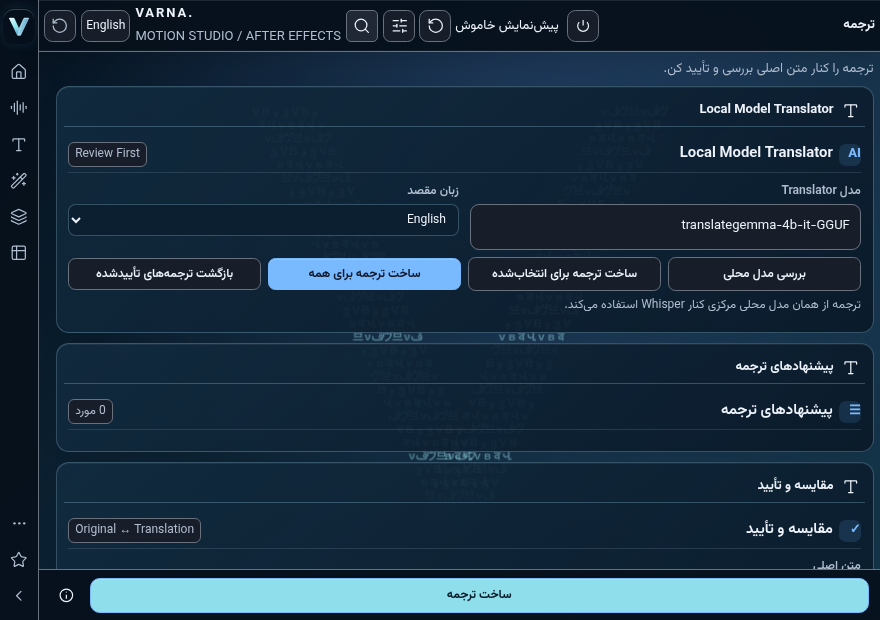 ترجمه
پیش‌نمایش خاموش
VARNA.
MOTION STUDIO / AFTER EFFECTS
English
ترجمه را کنار متن اصلی بررسی و تأیید کن.
Local Model Translator
Local Model Translator
AI
Review First
مدل Translator
زبان مقصد
translategemma-4b-it-GGUF
English
بررسی مدل محلی
ساخت ترجمه برای انتخاب‌شده
ساخت ترجمه برای همه
بازگشت ترجمه‌های تأییدشده
ترجمه از همان مدل محلی مرکزی کنار Whisper استفاده می‌کند.
پیشنهادهای ترجمه
پیشنهادهای ترجمه
0 مورد
مقایسه و تأیید
مقایسه و تأیید
Original ↔ Translation
متن اصلی
ساخت ترجمه